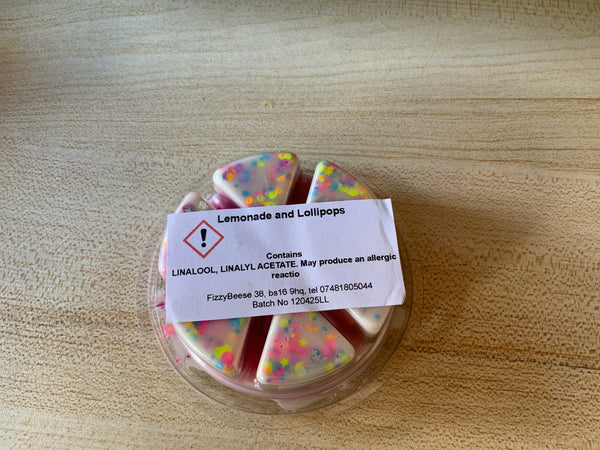 Lemonade and Lollipops
Contains
LINALOOL, LINALYL ACETATE. May produce an allergic
reactio
FizzyBeese 38, bs16 9hq, tel 07481805044
Batch No 120425LL